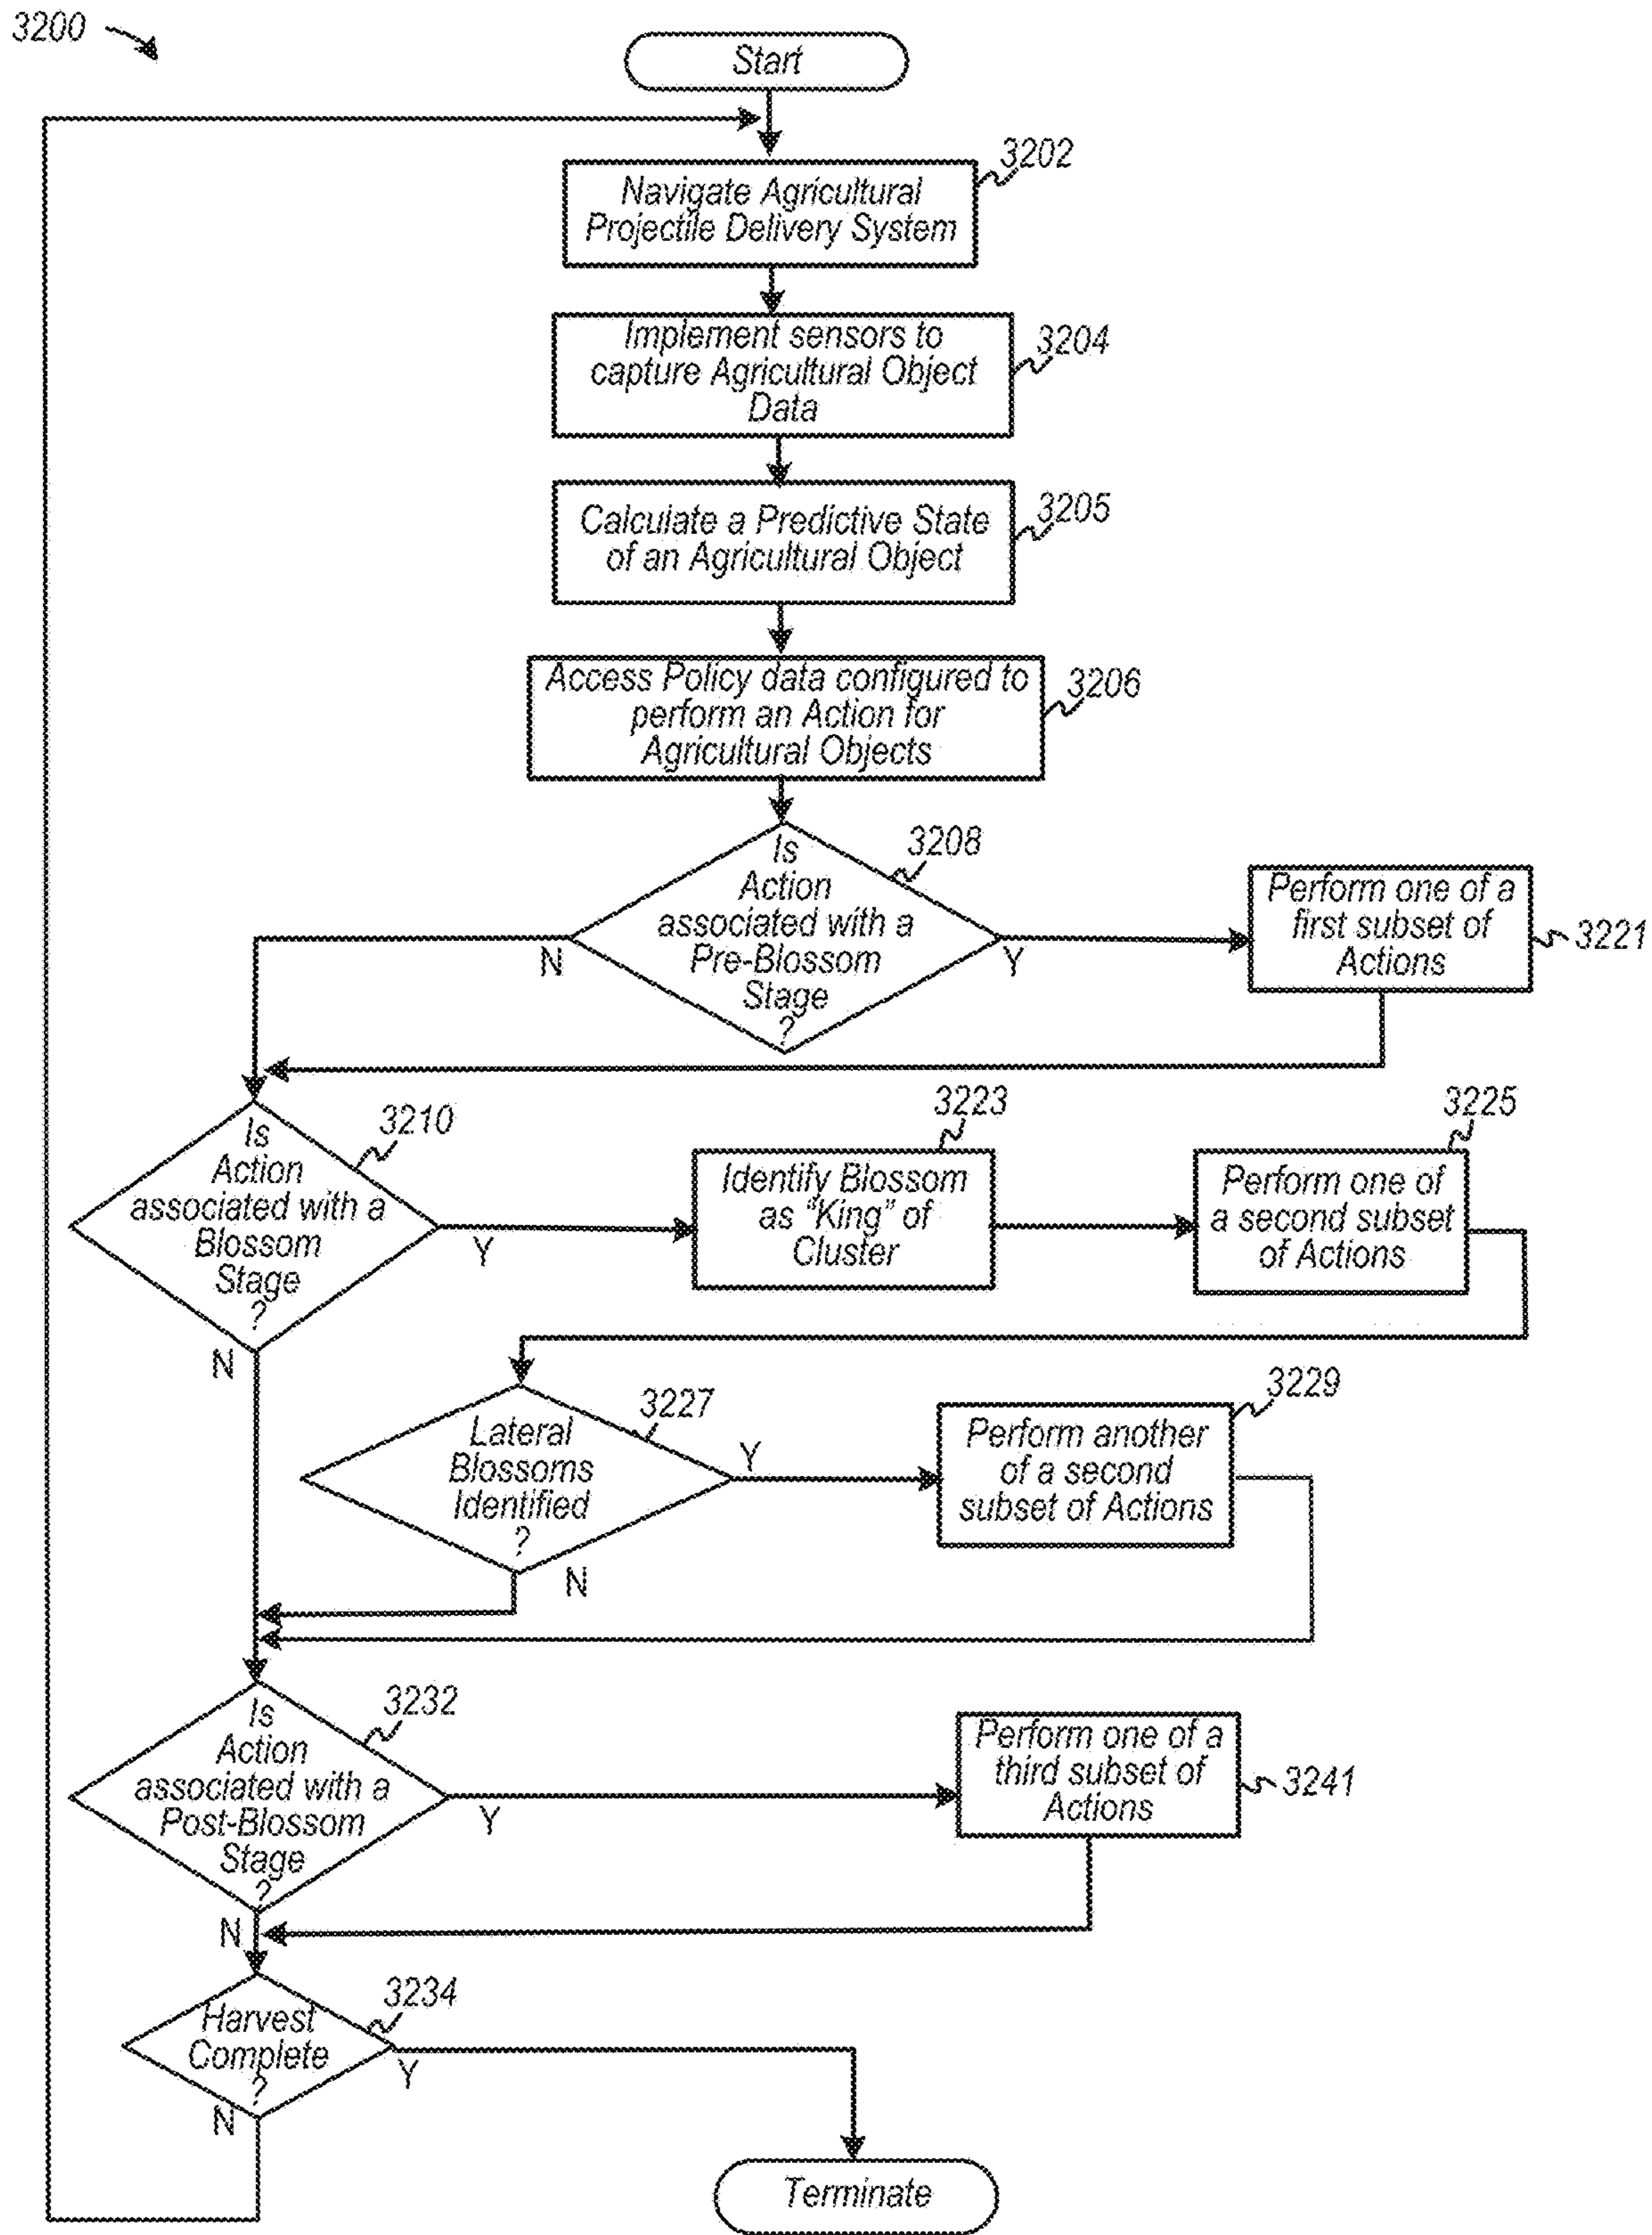 3200
Start
3202
Navigate Agricultural
Projectile Delivery System
Implement sensors to
capture Agricultural Object
Data
3204
Calculate a Predictive State
of an Agricultural Object
3205
Access Policy data configured to
perform an Action for
Agricultural Objects
3206
Is
Action
associated with a
Pre-Blossom
Stage
?
3208
N
Y
Perform one of a
first subset of
Actions
3221
Is
Action
associated with a
Blossom
Stage
?
3210
Y
N
3223
Identify Blossom
as “King” of
Cluster
3225
Perform one of
a second subset
of Actions
Lateral
Blossoms
Identified
?
3227
Y
N
3229
Perform another
of a second
subset of Actions
Is
Action
associated with a
Post-Blossom
Stage
?
3232
Y
N
Perform one of a
third subset of
Actions
3241
Harvest
Complete
?
3234
Y
N
Terminate